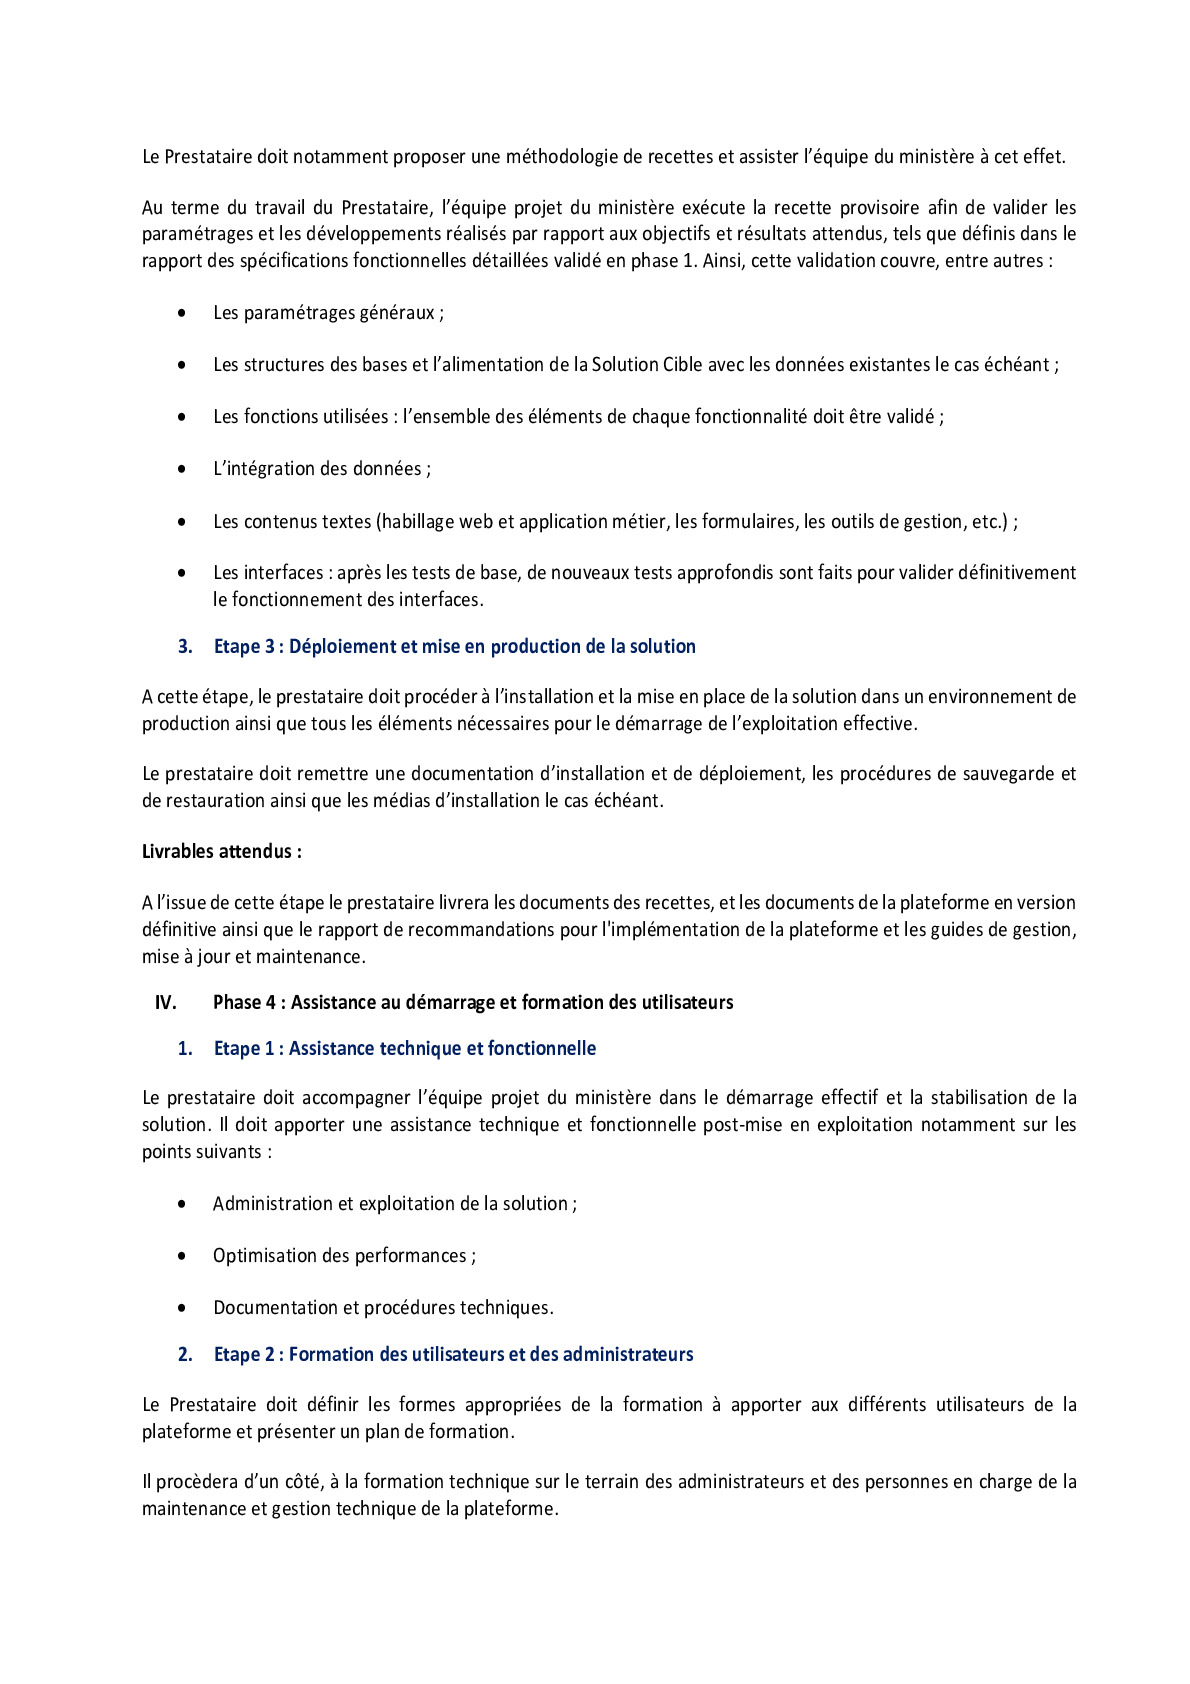 Le Prestataire doit notamment proposer une méthodologie de recettes et assister l’équipe du ministère à cet effet.
Au terme du travail du Prestataire, l’équipe projet du ministère exécute la recette provisoire afin de valider les
paramétrages et les développements réalisés par rapport aux objectifs et résultats attendus, tels que définis dans le
rapport des spécifications fonctionnelles détaillées validé en phase 1. Ainsi, cette validation couvre, entre autres :
• Les paramétrages généraux ;
• Les structures des bases et l’alimentation de la Solution Cible avec les données existantes le cas échéant ;
• Les fonctions utilisées : l’ensemble des éléments de chaque fonctionnalité doit être validé ;
• L’intégration des données ;
• Les contenus textes (habillage web et application métier, les formulaires, les outils de gestion, etc.) ;
• Les interfaces : après les tests de base, de nouveaux tests approfondis sont faits pour valider définitivement
le fonctionnement des interfaces.
3. Etape 3 : Déploiement et mise en production de la solution
A cette étape, le prestataire doit procéder à l’installation et la mise en place de la solution dans un environnement de
production ainsi que tous les éléments nécessaires pour le démarrage de l’exploitation effective.
Le prestataire doit remettre une documentation d’installation et de déploiement, les procédures de sauvegarde et
de restauration ainsi que les médias d’installation le cas échéant.
Livrables attendus :
A l’issue de cette étape le prestataire livrera les documents des recettes, et les documents de la plateforme en version
définitive ainsi que le rapport de recommandations pour l'implémentation de la plateforme et les guides de gestion,
mise à jour et maintenance.
IV. Phase 4 : Assistance au démarrage et formation des utilisateurs
1. Etape 1 : Assistance technique et fonctionnelle
Le prestataire doit accompagner l’équipe projet du ministère dans le démarrage effectif et la stabilisation de la
solution. Il doit apporter une assistance technique et fonctionnelle post-mise en exploitation notamment sur les
points suivants :
• Administration et exploitation de la solution ;
• Optimisation des performances ;
• Documentation et procédures techniques.
2. Etape 2 : Formation des utilisateurs et des administrateurs
Le Prestataire doit définir les formes appropriées de la formation à apporter aux différents utilisateurs de la
plateforme et présenter un plan de formation.
Il procèdera d’un côté, à la formation technique sur le terrain des administrateurs et des personnes en charge de la
maintenance et gestion technique de la plateforme.